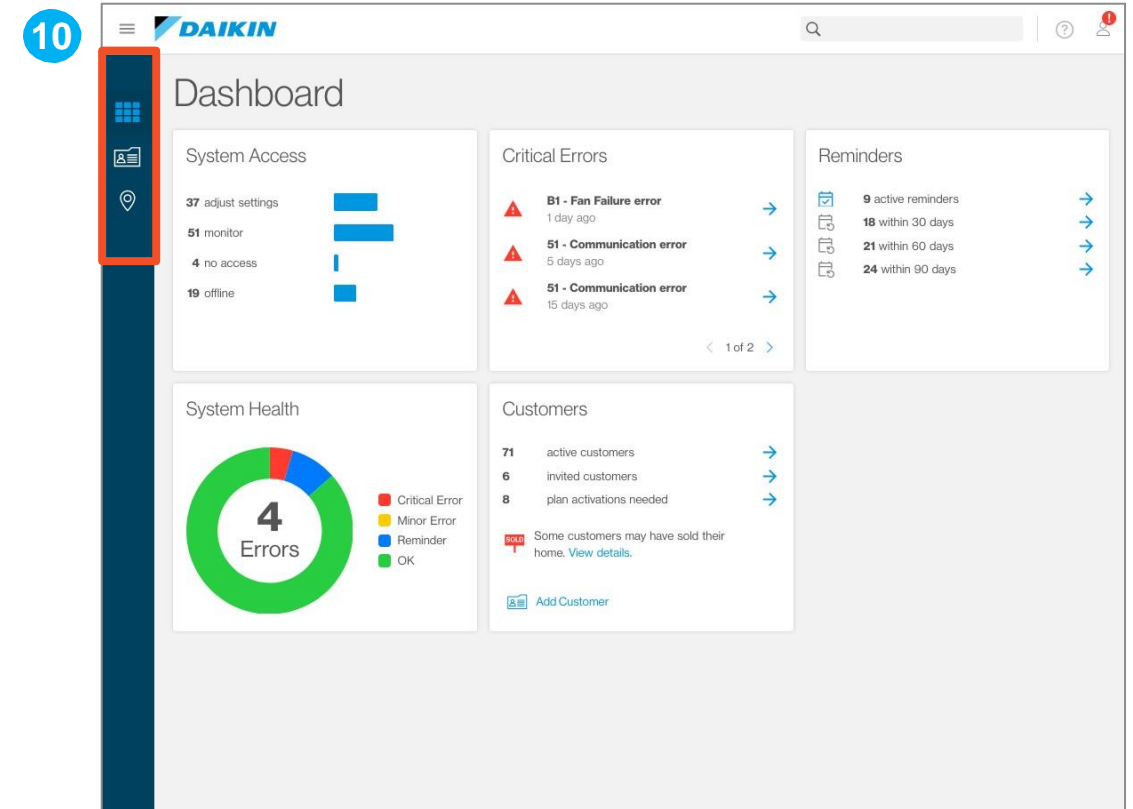 10
DAIKIN
?
!
Dashboard
System Access
37 adjust settings
51 monitor
4 no access
19 offline
Critical Errors
B1 - Fan Failure error
1 day ago
51 - Communication error
5 days ago
51 - Communication error
15 days ago
1 of 2
Reminders
9 active reminders
18 within 30 days
21 within 60 days
24 within 90 days
System Health
4
Errors
Critical Error
Minor Error
Reminder
OK
Customers
71 active customers
6 invited customers
8 plan activations needed
SOLD
Some customers may have sold their
home. View details.
Add Customer